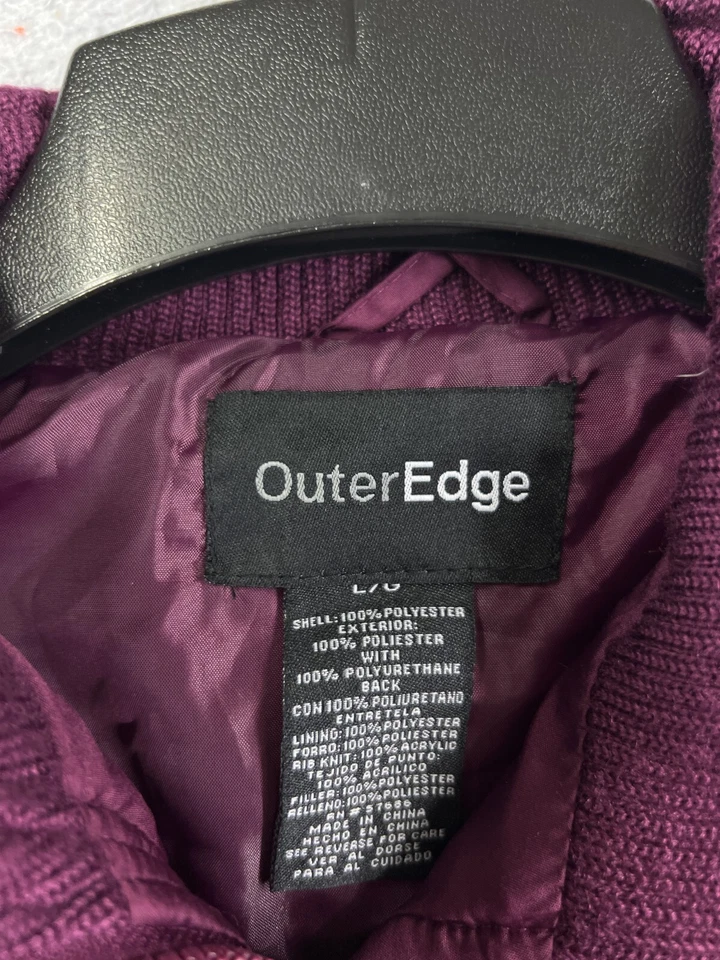 OuterEdge
L/G
SHELL:100%POLYESTER
EXTERIOR:
100% POLIESTER
WITH
100% POLYURETHANE
BACK
CON 100% POLIURETANO
ENTRETELA
LINING:100%POLYESTER
FORRO:100%POLIESTER
RIB KNIT:100%ACRYLIC
TEJIDO DE PUNTO:
100% ACRILICO
FILLER:100%POLYESTER
RELLENO:100%POLIESTER
RN# 57686
MADE IN CHINA
HECHO EN CHINA
SEE REVERSE FOR CARE
VER AL DORSE
PARA AL CUIDADO